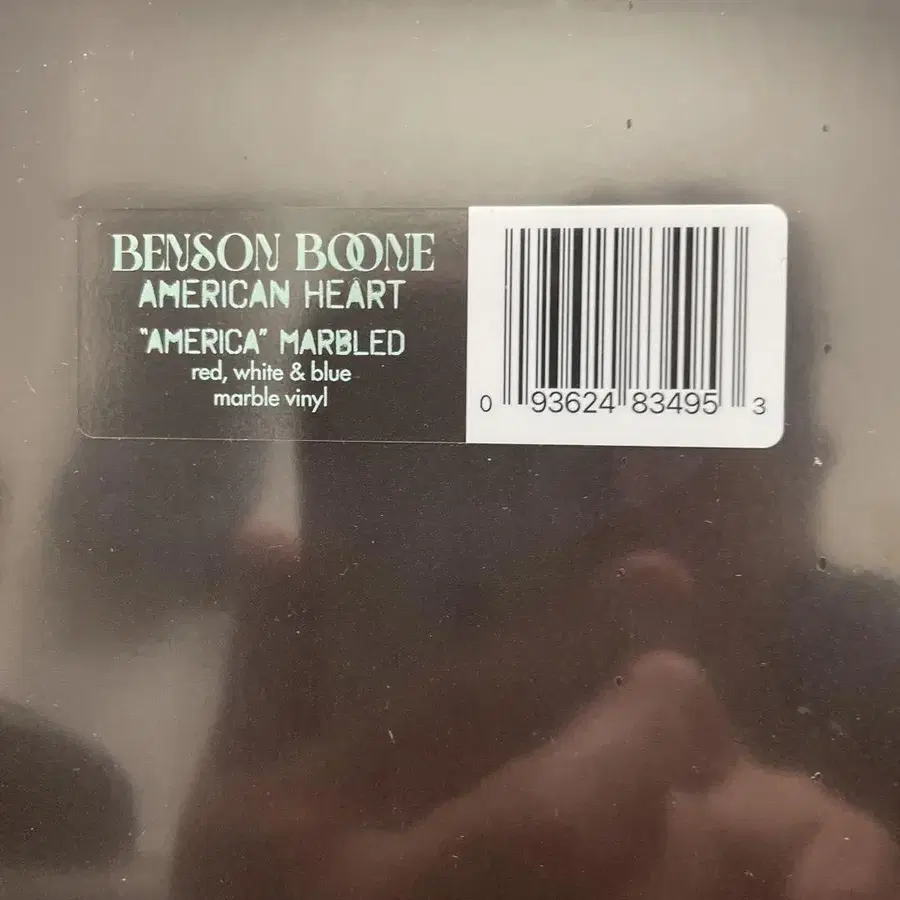 BENSON BOONE
AMERICAN HEART
"AMERICA" MARBLED
red, white & blue
marble vinyl
0 93624 83495 3